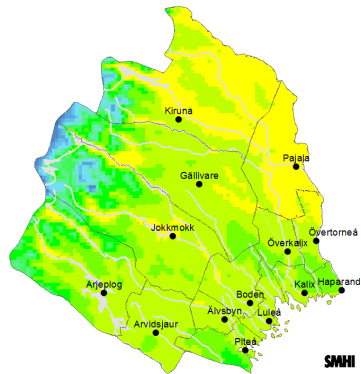 Kiruna
Pajala
Gällivare
Övertorneå
Jokkmokk
Överkalix
Arjeplog
Boden
Kalix
Haparand
Älvsbyn
Luleå
Arvidsjaur
Piteå
SMHI